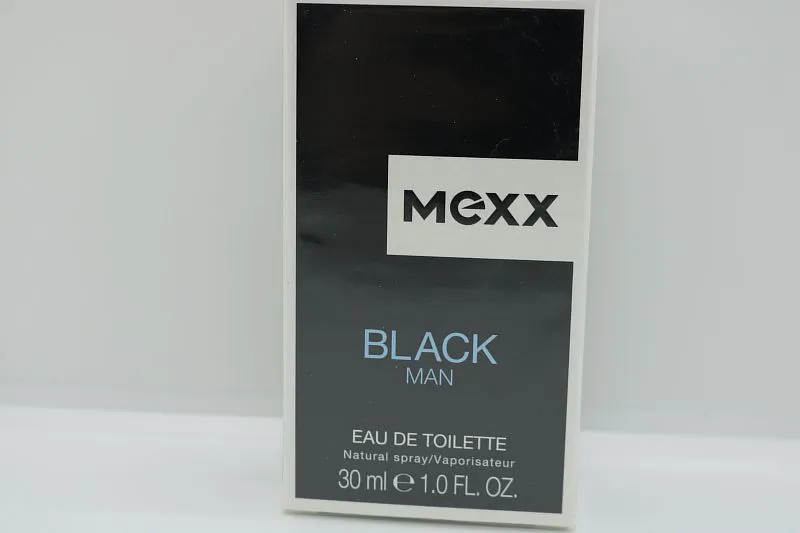 mexx
BLACK
MAN
EAU DE TOILETTE
Natural spray/Vaporisateur
30 ml ℮ 1.0 FL. OZ.